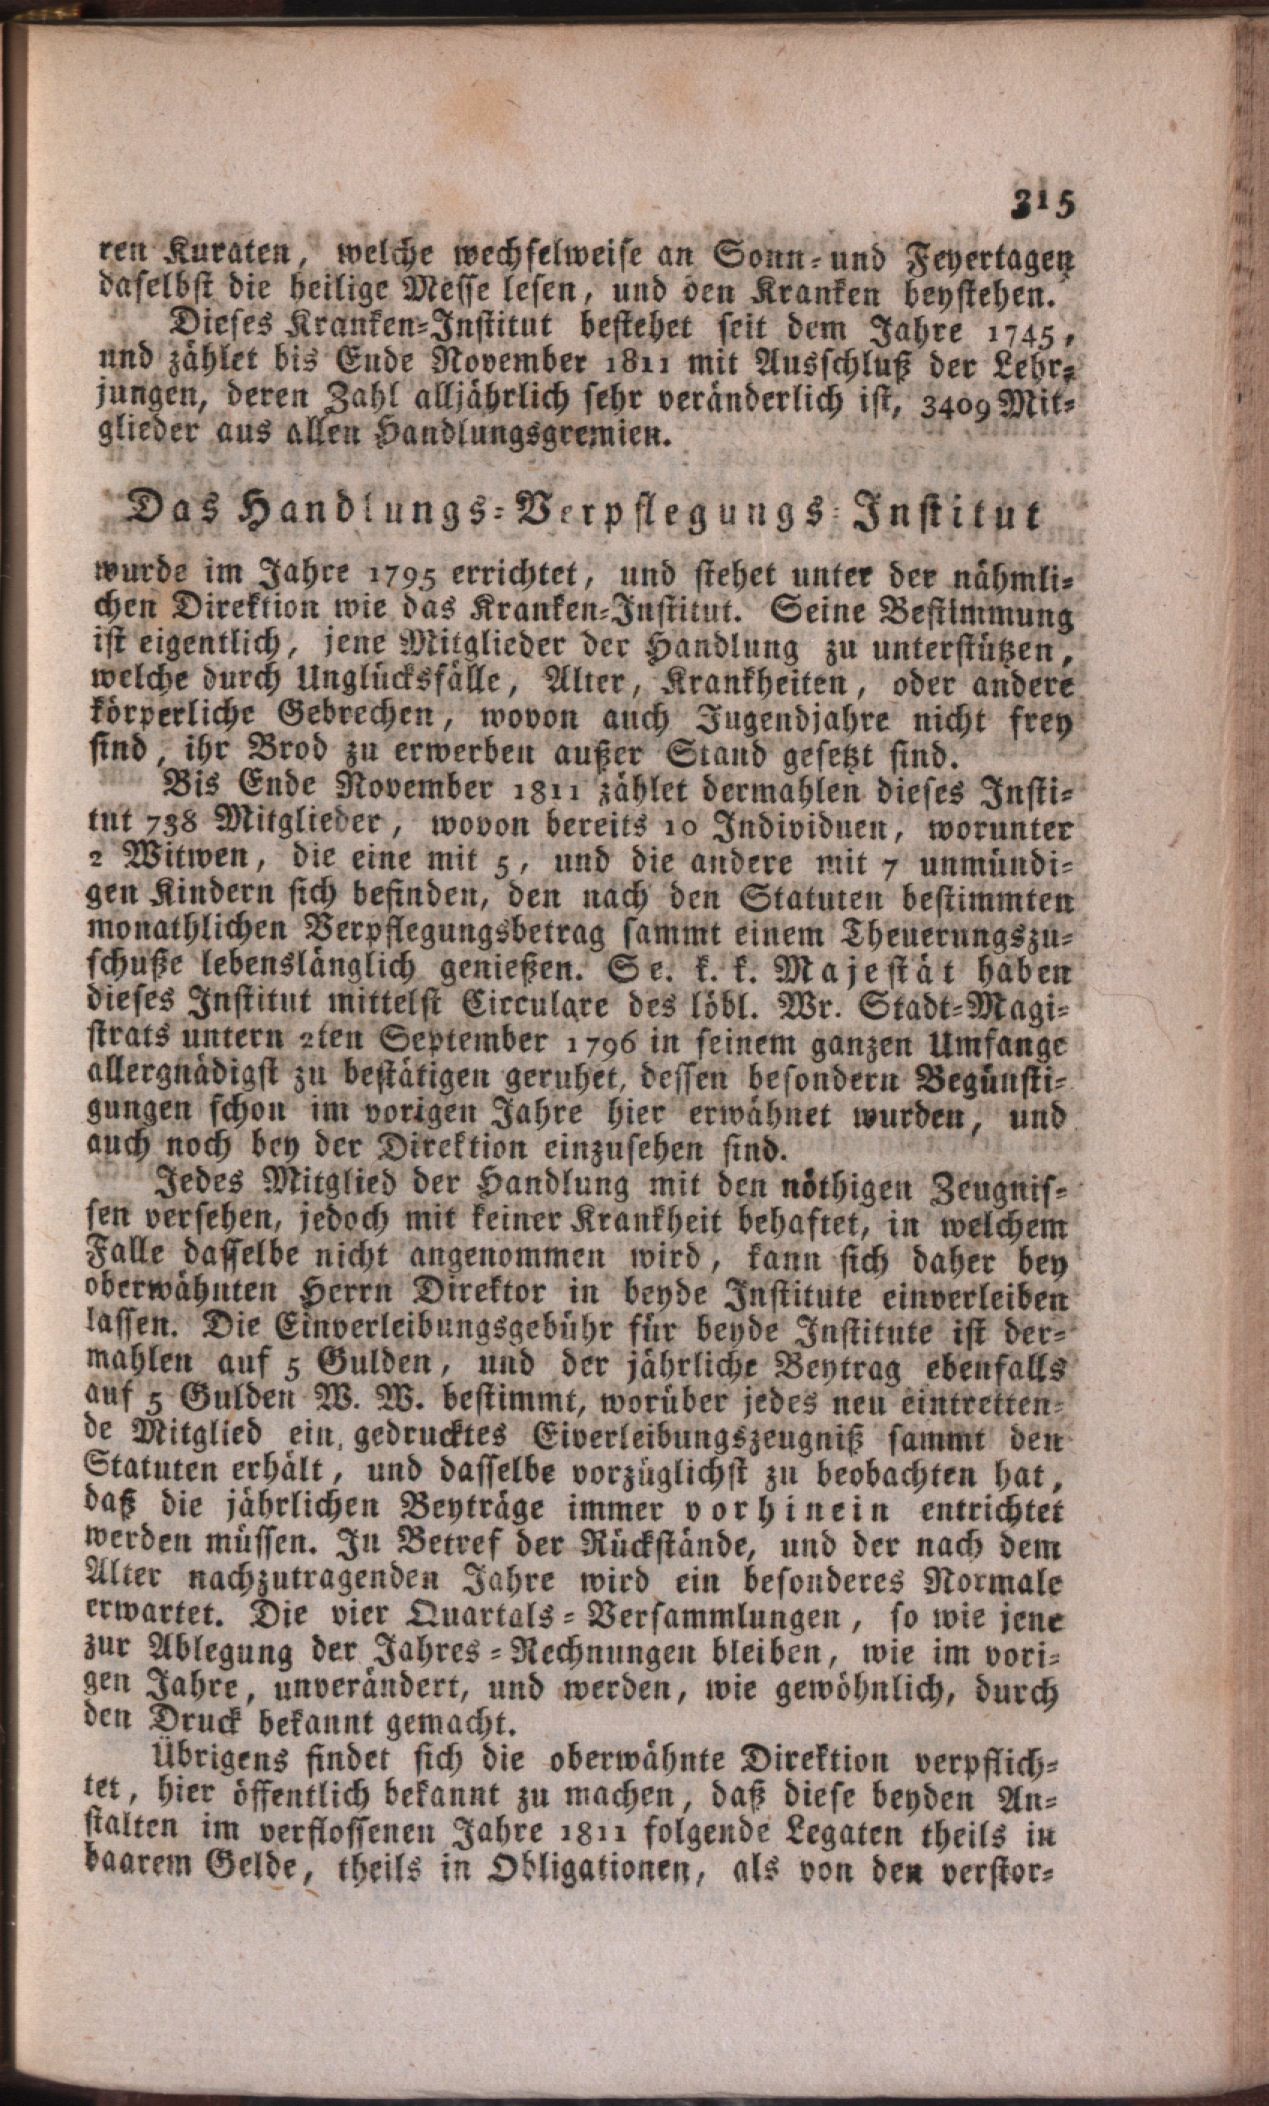 315
ren Kuraten, welche wechselweise an Sonn- und Feyertagen
daselbst die heilige Messe lesen, und den Kranken beystehen.
Dieses Kranken-Institut bestehet seit dem Jahre 1745,
und zählet bis Ende November 1811 mit Ausschluß der Lehr-
jungen, deren Zahl alljährlich sehr veränderlich ist, 3409 Mit-
glieder aus allen Handlungsgremien.
Das Handlungs-Verpflegungs-Institut
wurde im Jahre 1795 errichtet, und stehet unter der nähmli-
chen Direktion wie das Kranken-Institut. Seine Bestimmung
ist eigentlich, jene Mitglieder der Handlung zu unterstützen,
welche durch Unglücksfälle, Alter, Krankheiten, oder andere
körperliche Gebrechen, wovon auch Jugendjahre nicht frey
sind, ihr Brod zu erwerben außer Stand gesetzt sind.
Bis Ende November 1811 zählet dermahlen dieses Insti-
tut 738 Mitglieder, wovon bereits 10 Individuen, worunter
2 Witwen, die eine mit 5, und die andere mit 7 unmündi-
gen Kindern sich befinden, den nach den Statuten bestimmten
monathlichen Verpflegungsbetrag sammt einem Theuerungszu-
schuße lebenslänglich genießen. Se. k. k. Majestät haben
dieses Institut mittelst Circulare des löbl. Wr. Stadt-Magi-
strats untern 2ten September 1796 in seinem ganzen Umfange
allergnädigst zu bestätigen geruhet, dessen besondern Begünsti-
gungen schon im vorigen Jahre hier erwähnet wurden, und
auch noch bey der Direktion einzusehen sind.
Jedes Mitglied der Handlung mit den nöthigen Zeugnis-
sen versehen, jedoch mit keiner Krankheit behaftet, in welchem
Falle dasselbe nicht angenommen wird, kann sich daher bey
oberwähnten Herrn Direktor in beyde Institute einverleiben
lassen. Die Einverleibungsgebühr für beyde Institute ist der-
mahlen auf 5 Gulden, und der jährliche Beytrag ebenfalls
auf 5 Gulden W. W. bestimmt, worüber jedes neu eintretten-
de Mitglied ein gedrucktes Eiverleibungszeugniß sammt den
Statuten erhält, und dasselbe vorzüglichst zu beobachten hat,
daß die jährlichen Beyträge immer vorhinein entrichtet
werden müssen. In Betref der Rückstände, und der nach dem
Alter nachzutragenden Jahre wird ein besonderes Normale
erwartet. Die vier Quartals-Versammlungen, so wie jene
zur Ablegung der Jahres-Rechnungen bleiben, wie im vori-
gen Jahre, unverändert, und werden, wie gewöhnlich, durch
den Druck bekannt gemacht.
Übrigens findet sich die oberwähnte Direktion verpflich-
tet, hier öffentlich bekannt zu machen, daß diese beyden An-
stalten im verflossenen Jahre 1811 folgende Legaten theils in
baarem Gelde, theils in Obligationen, als von den verstor-